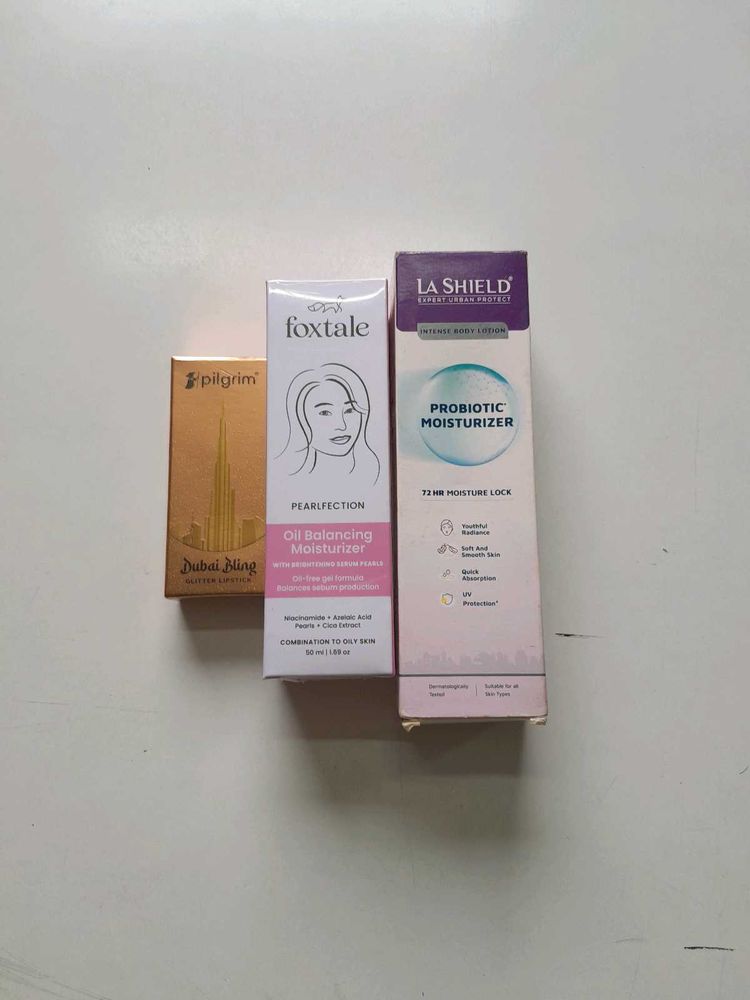 pilgrim®
Dubai Bling
GLITTER LIPSTICK
foxtale
PEARLFECTION
Oil Balancing
Moisturizer
WITH BRIGHTENING SERUM PEARLS
Oil-free gel formula
Balances sebum production
Niacinamide + Azelaic Acid
Pearls + Cica Extract
COMBINATION TO OILY SKIN
50 ml | 1.69 oz
LA SHIELD®
EXPERT URBAN PROTECT
INTENSE BODY LOTION
PROBIOTIC*
MOISTURIZER
72 HR MOISTURE LOCK
Youthful
Radiance
Soft And
Smooth Skin
Quick
Absorption
UV
Protection*
Dermatologically
Tested
Suitable for all
Skin Types